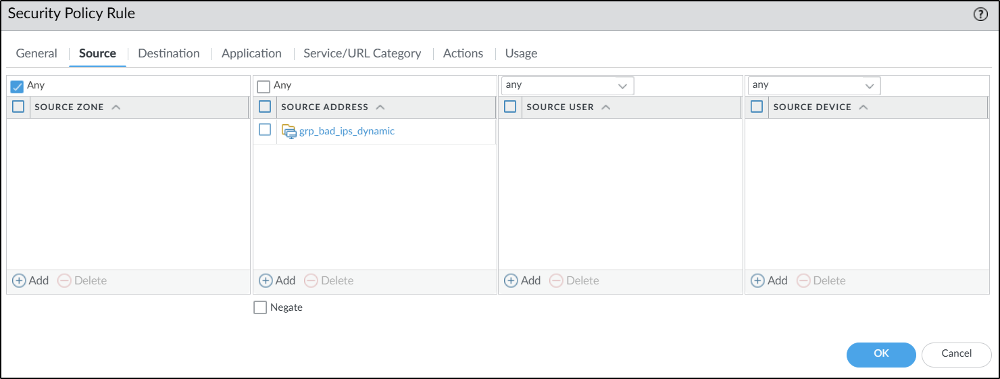 Security Policy Rule
General Source Destination Application Service/URL Category Actions Usage
Any Any any any
SOURCE ZONE SOURCE ADDRESS SOURCE USER SOURCE DEVICE
grp_bad_ips_dynamic
Add Delete Add Delete Add Delete Add Delete
Negate
OK Cancel